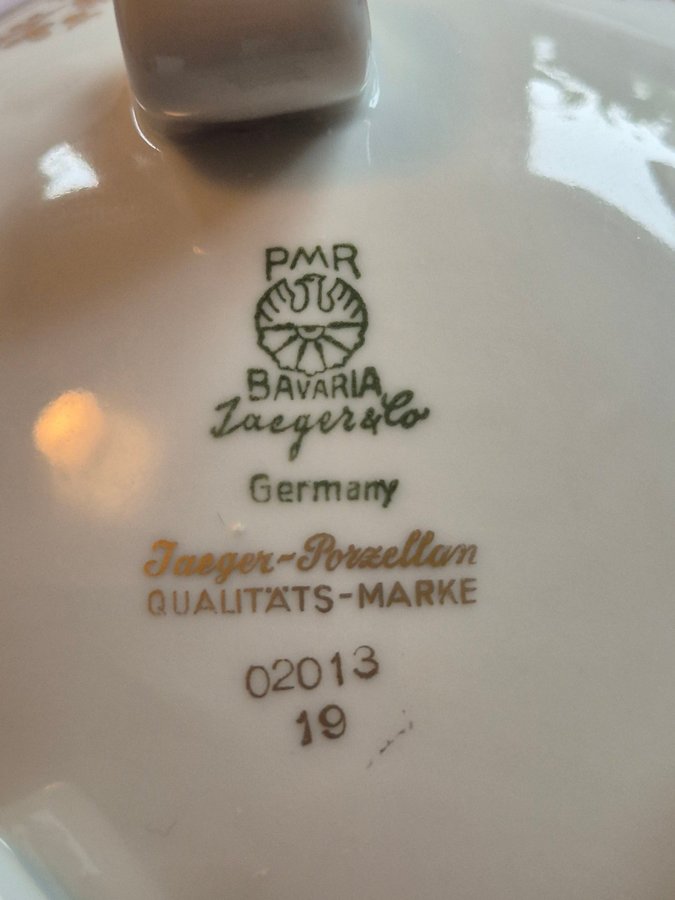 PMR
BAVARIA
Jaeger & Co
Germany
Jaeger-Porzellan
QUALITÄTS-MARKE
02013
19